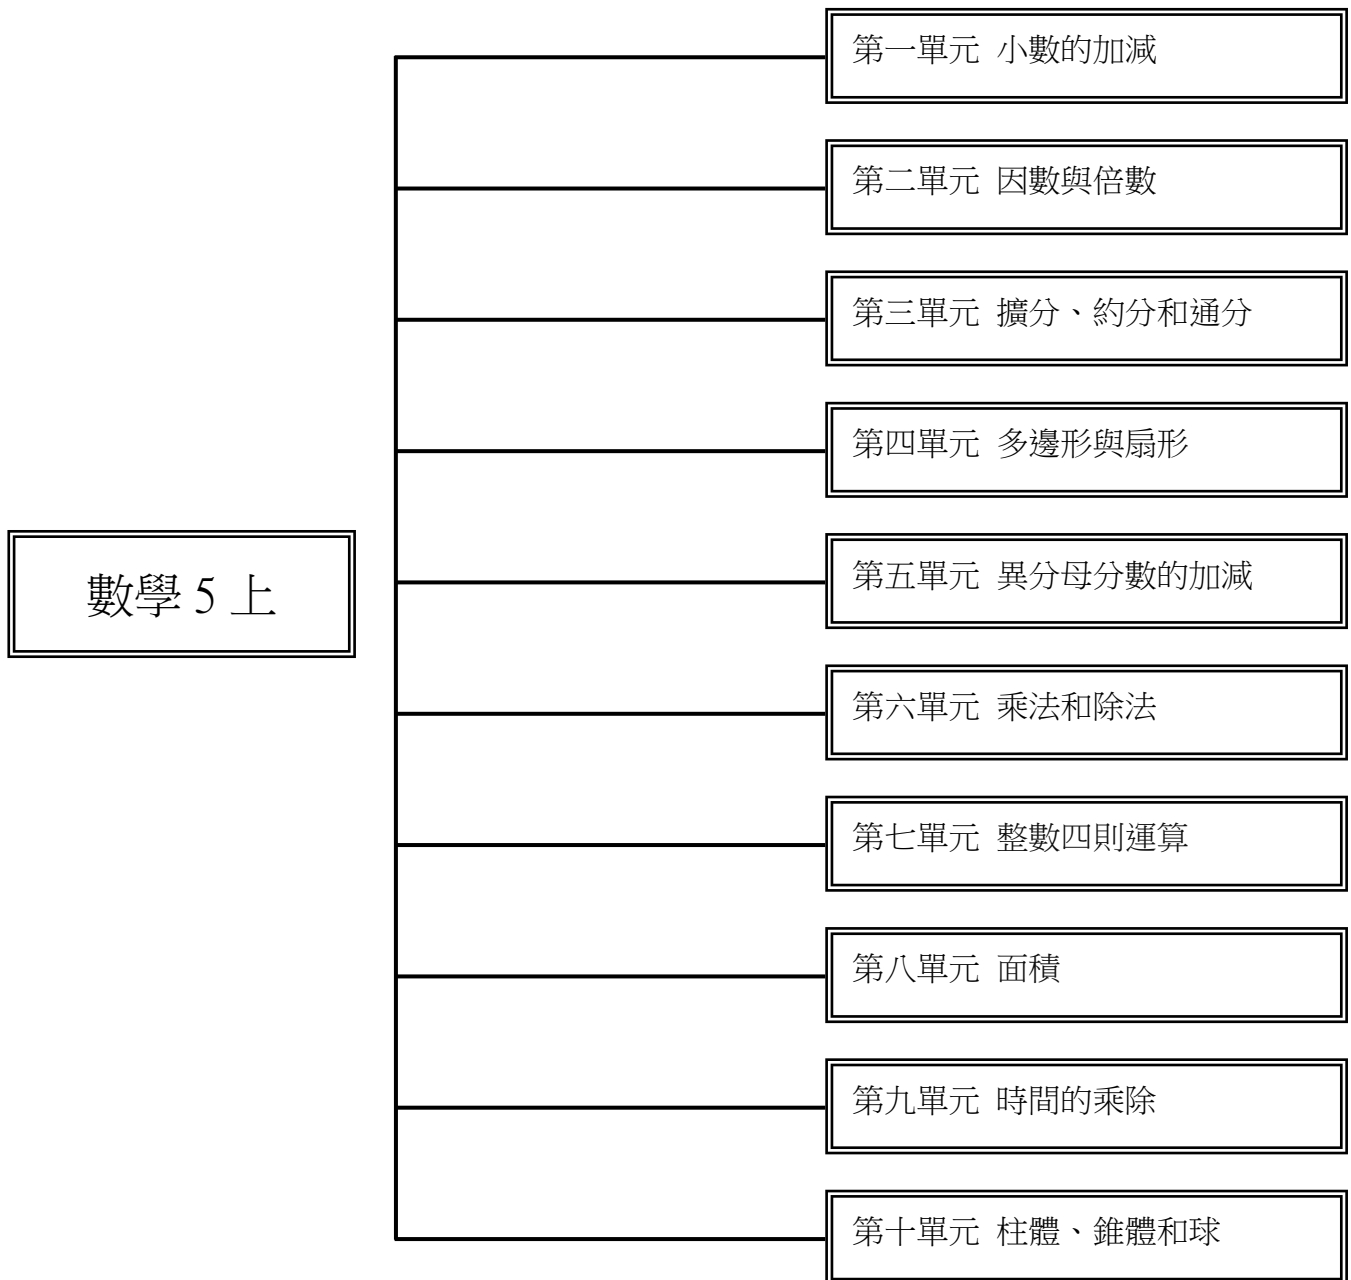 第一單元 小數的加減
第二單元 因數與倍數
第三單元 擴分、約分和通分
第四單元 多邊形與扇形
第五單元 異分母分數的加減
數學 5 上
第六單元 乘法和除法
第七單元 整數四則運算
第八單元 面積
第九單元 時間的乘除
第十單元 柱體、錐體和球